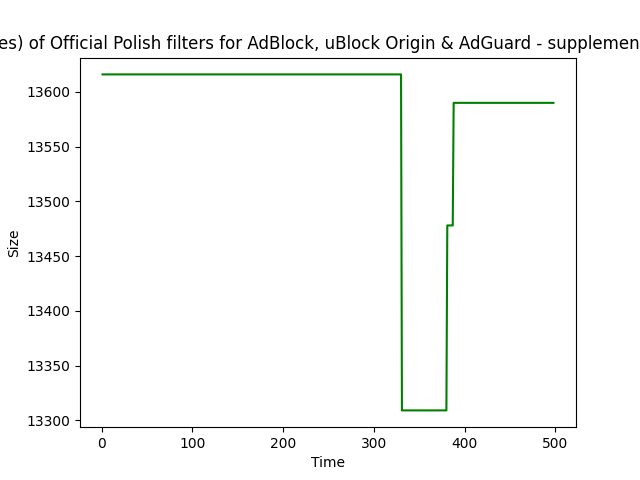 es) of Official Polish filters for AdBlock, uBlock Origin & AdGuard - supplemen
13600
13550
13500
13450
13400
13350
13300
Size
0 100 200 300 400 500
Time